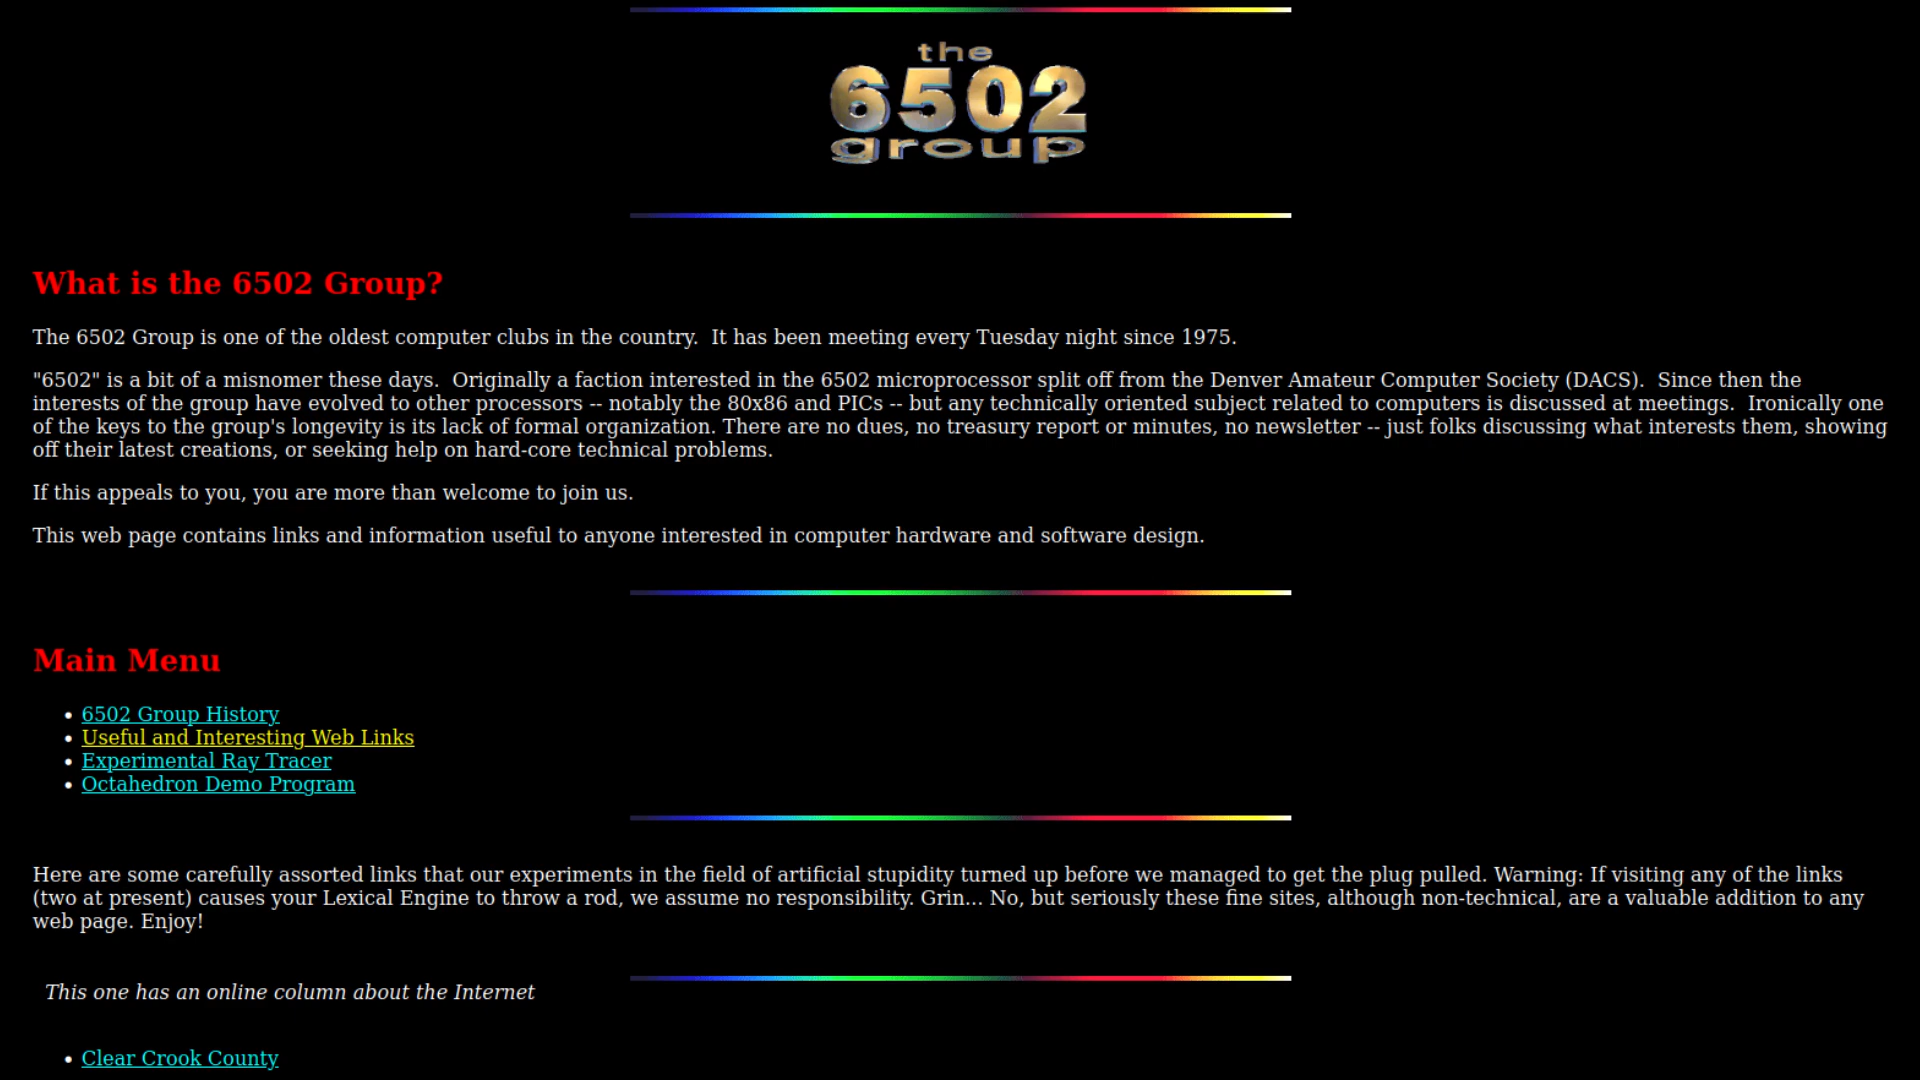 the
6502
group
What is the 6502 Group?
The 6502 Group is one of the oldest computer clubs in the country.  It has been meeting every Tuesday night since 1975.
"6502" is a bit of a misnomer these days.  Originally a faction interested in the 6502 microprocessor split off from the Denver Amateur Computer Society (DACS).  Since then the
interests of the group have evolved to other processors -- notably the 80x86 and PICs -- but any technically oriented subject related to computers is discussed at meetings.  Ironically one
of the keys to the group's longevity is its lack of formal organization. There are no dues, no treasury report or minutes, no newsletter -- just folks discussing what interests them, showing
off their latest creations, or seeking help on hard-core technical problems.
If this appeals to you, you are more than welcome to join us.
This web page contains links and information useful to anyone interested in computer hardware and software design.
Main Menu
• 6502 Group History
• Useful and Interesting Web Links
• Experimental Ray Tracer
• Octahedron Demo Program
Here are some carefully assorted links that our experiments in the field of artificial stupidity turned up before we managed to get the plug pulled. Warning: If visiting any of the links
(two at present) causes your Lexical Engine to throw a rod, we assume no responsibility. Grin... No, but seriously these fine sites, although non-technical, are a valuable addition to any
web page. Enjoy!
This one has an online column about the Internet
• Clear Crook County